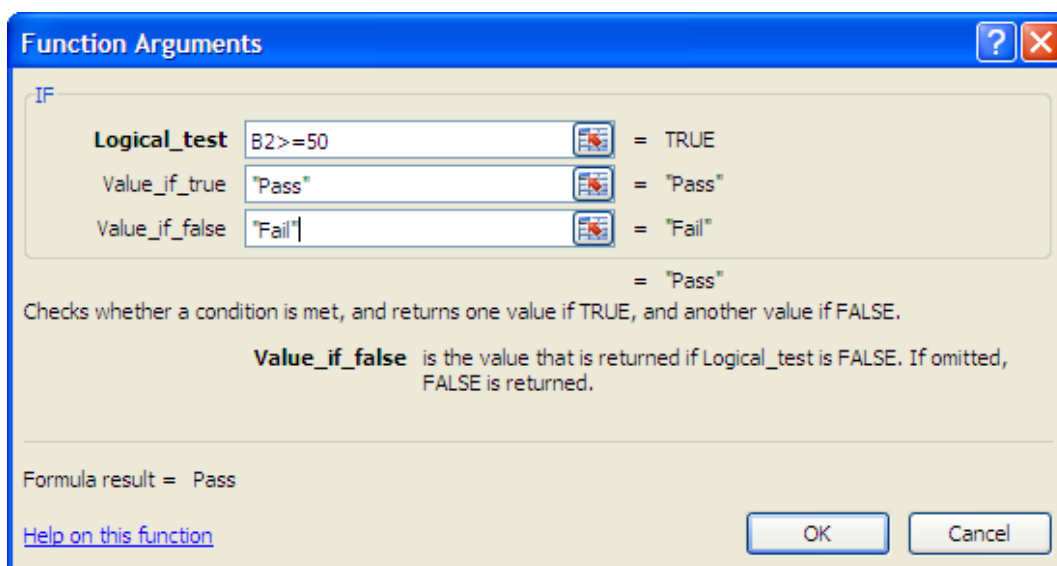 Function Arguments
IF
Logical_test B2>=50 = TRUE
Value_if_true "Pass" = "Pass"
Value_if_false "Fail" = "Fail"
= "Pass"
Checks whether a condition is met, and returns one value if TRUE, and another value if FALSE.
Value_if_false is the value that is returned if Logical_test is FALSE. If omitted,
FALSE is returned.
Formula result = Pass
Help on this function OK Cancel